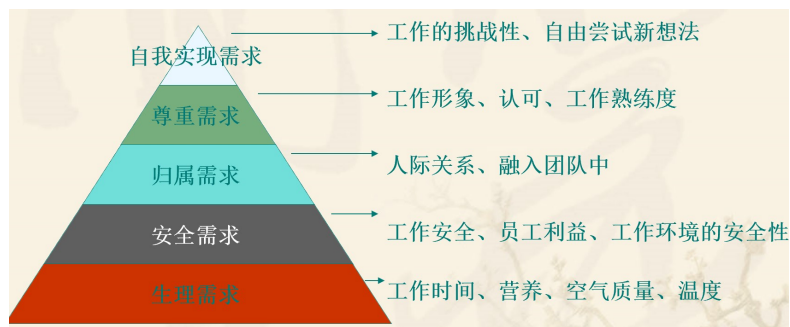 自我实现需求
工作的挑战性、自由尝试新想法
尊重需求
工作形象、认可、工作熟练度
归属需求
人际关系、融入团队中
安全需求
工作安全、员工利益、工作环境的安全性
生理需求
工作时间、营养、空气质量、温度